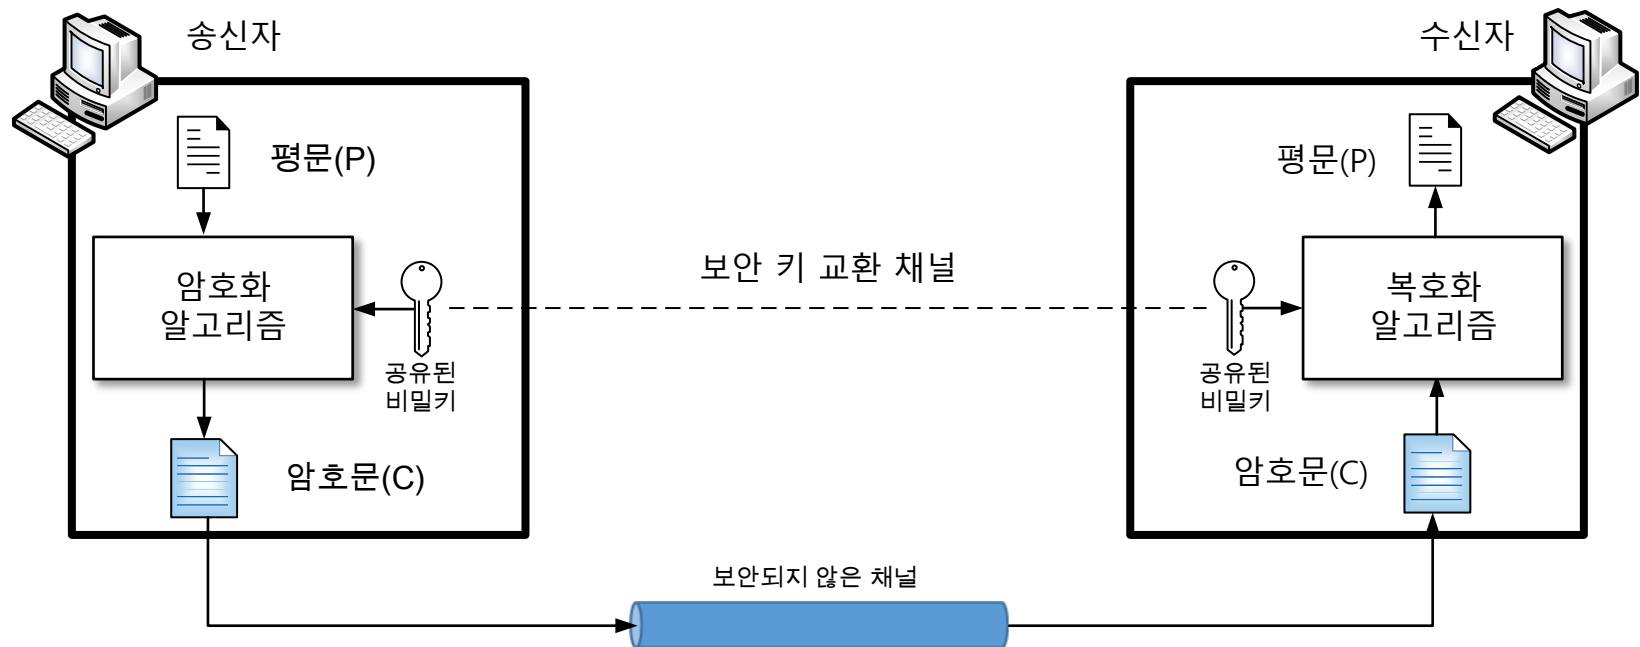 송신자
수신자
평문(P)
평문(P)
암호화
알고리즘
보안 키 교환 채널
복호화
알고리즘
공유된
비밀키
공유된
비밀키
암호문(C)
암호문(C)
보안되지 않은 채널